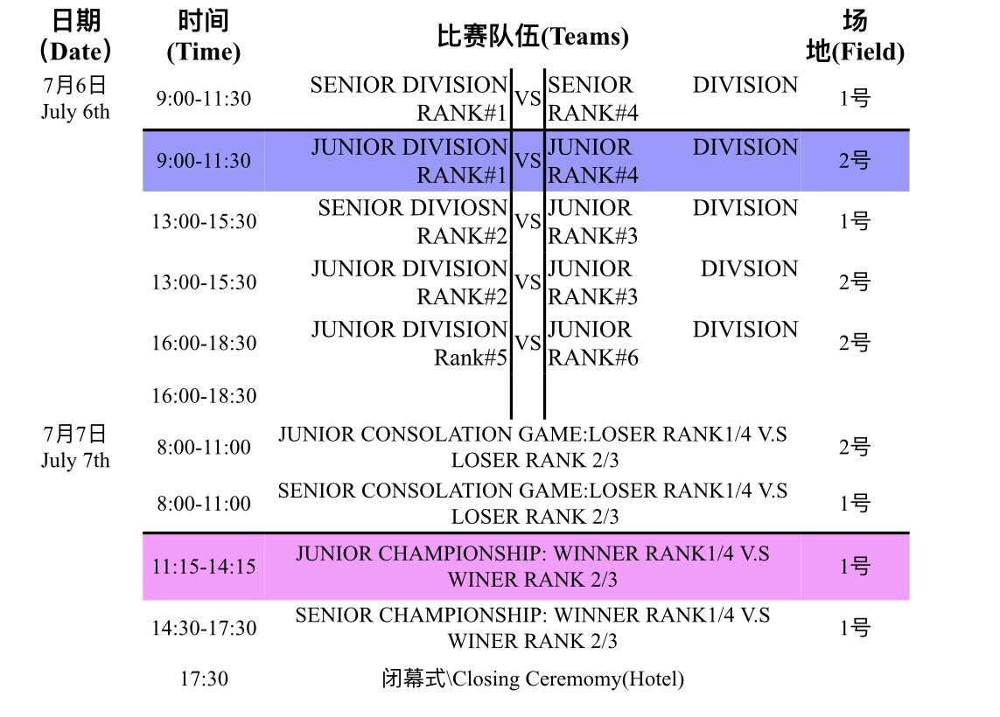 日期
（Date）
时间
(Time)
比赛队伍(Teams)
场
地(Field)
7月6日
July 6th
9:00-11:30
SENIOR DIVISION
RANK#1
VS
SENIOR DIVISION
RANK#4
1号
9:00-11:30
JUNIOR DIVISION
RANK#1
VS
JUNIOR DIVISION
RANK#4
2号
13:00-15:30
SENIOR DIVIOSN
RANK#2
VS
JUNIOR DIVISION
RANK#3
1号
13:00-15:30
JUNIOR DIVISION
RANK#2
VS
JUNIOR DIVSION
RANK#3
2号
16:00-18:30
JUNIOR DIVISION
Rank#5
VS
JUNIOR DIVISION
RANK#6
2号
16:00-18:30
7月7日
July 7th
8:00-11:00
JUNIOR CONSOLATION GAME:LOSER RANK1/4 V.S
LOSER RANK 2/3
2号
8:00-11:00
SENIOR CONSOLATION GAME:LOSER RANK1/4 V.S
LOSER RANK 2/3
1号
11:15-14:15
JUNIOR CHAMPIONSHIP: WINNER RANK1/4 V.S
WINER RANK 2/3
1号
14:30-17:30
SENIOR CHAMPIONSHIP: WINNER RANK1/4 V.S
WINER RANK 2/3
1号
17:30
闭幕式\Closing Ceremomy(Hotel)